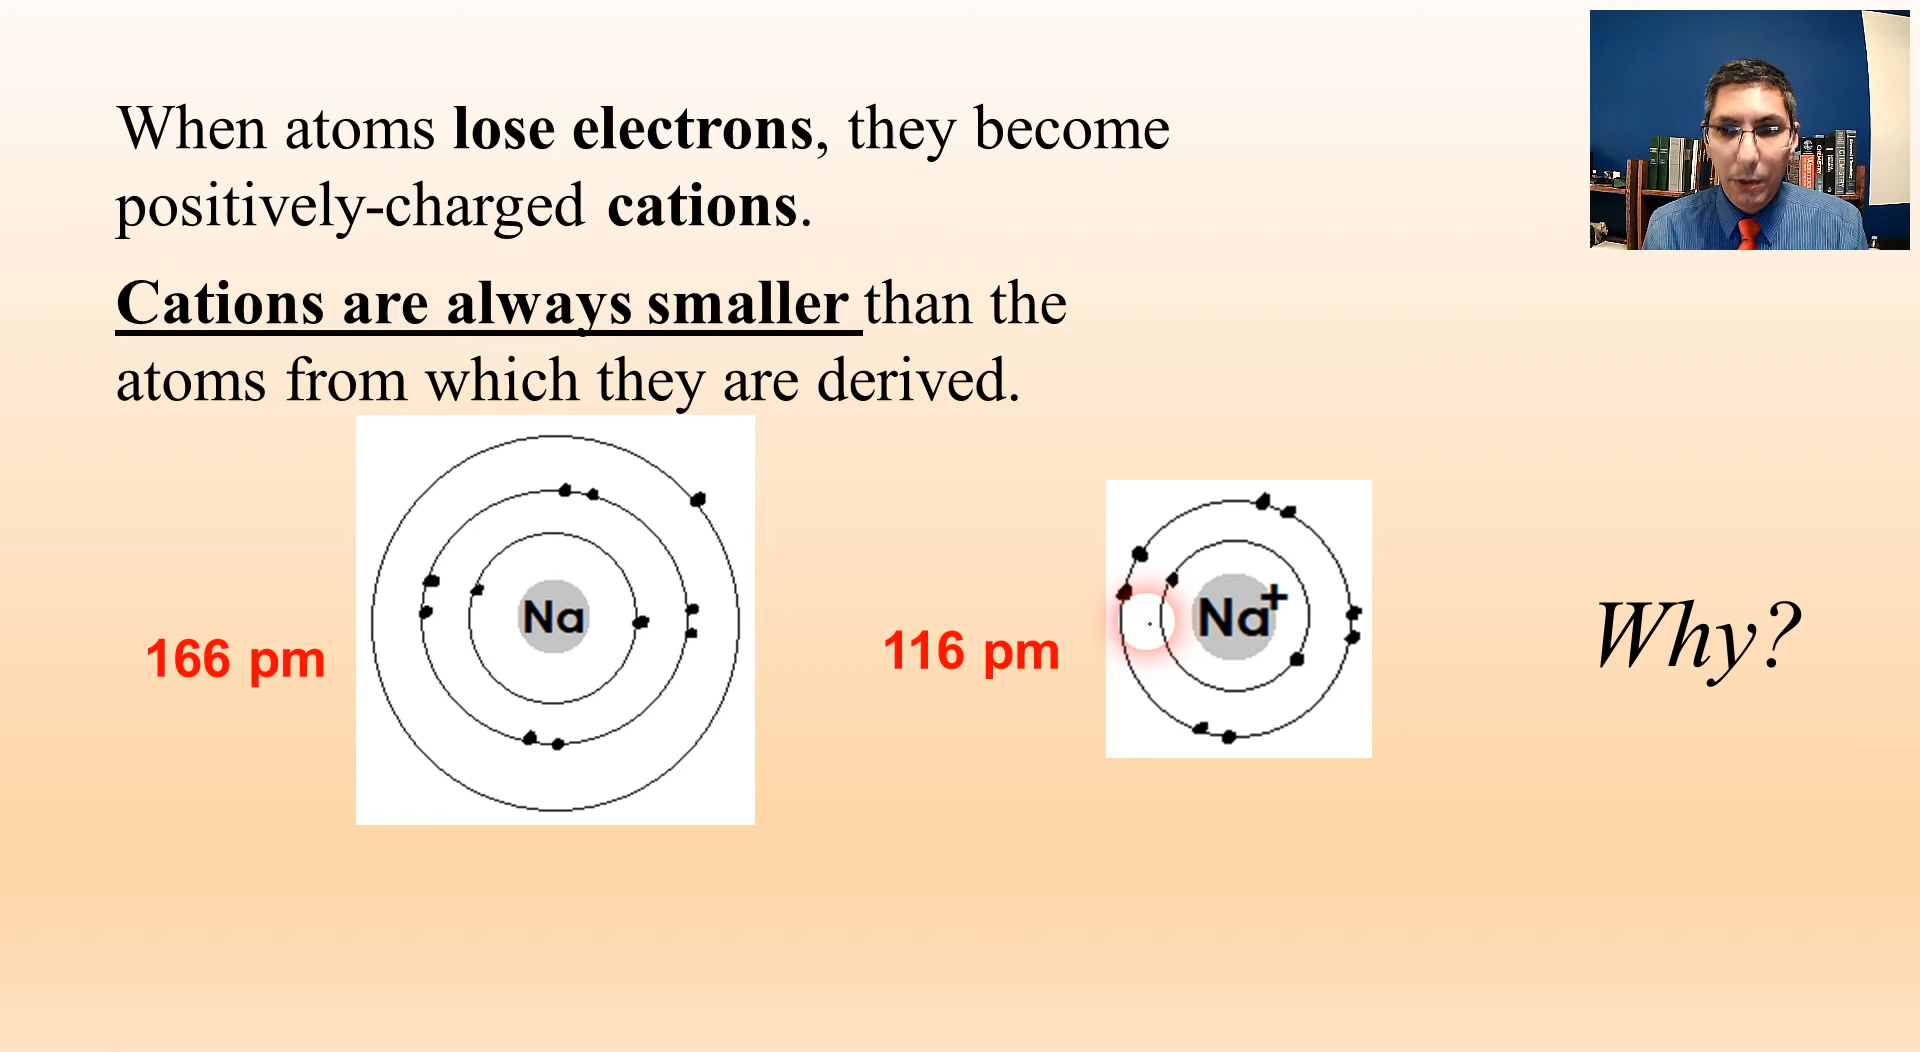 When atoms lose electrons, they become
positively-charged cations.
Cations are always smaller than the
atoms from which they are derived.
166 pm
Na
116 pm
Na+
Why?